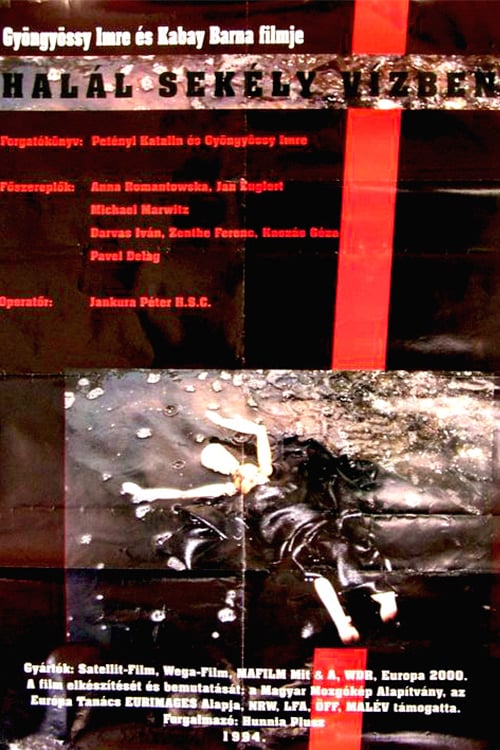 Gyöngyössy Imre és Kabay Barna filmje
HALÁL SEKÉLY VÍZBEN
Forgatókönyv: Petényi Katalin és Gyöngyössy Imre
Főszereplők: Anna Romantowska, Jan Englert
Michael Marwitz
Darvas Iván, Zenthe Ferenc, Kaszás Géza
Pavel Delag
Operatőr: Jankura Péter H.S.C.
Gyártók: Satellit-Film, Wega-Film, MAFILM Mit & A, WDR, Europa 2000.
A film elkészítését és bemutatását: a Magyar Mozgókép Alapítvány, az
Európa Tanács EURIMAGES Alapja, NRW, LFA, ÖFF, MALÉV támogatta.
Forgalmazó: Hunnia Plusz
1994.